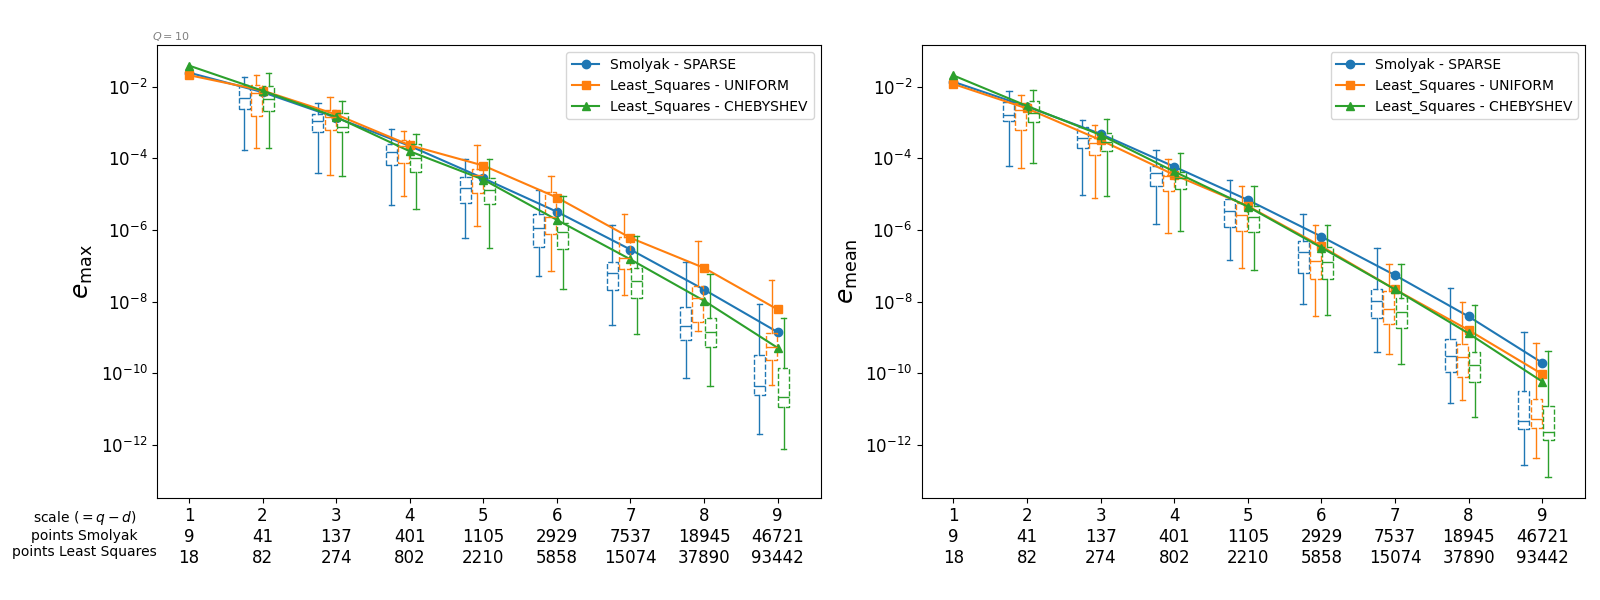 Q = 10
Smolyak - SPARSE
Least_Squares - UNIFORM
Least_Squares - CHEBYSHEV
10⁻²
10⁻⁴
10⁻⁶
10⁻⁸
10⁻¹⁰
10⁻¹²
e_max
scale (= q − d) 1 2 3 4 5 6 7 8 9
points Smolyak 9 41 137 401 1105 2929 7537 18945 46721
points Least Squares 18 82 274 802 2210 5858 15074 37890 93442
Smolyak - SPARSE
Least_Squares - UNIFORM
Least_Squares - CHEBYSHEV
10⁻²
10⁻⁴
10⁻⁶
10⁻⁸
10⁻¹⁰
10⁻¹²
e_mean
1 2 3 4 5 6 7 8 9
9 41 137 401 1105 2929 7537 18945 46721
18 82 274 802 2210 5858 15074 37890 93442